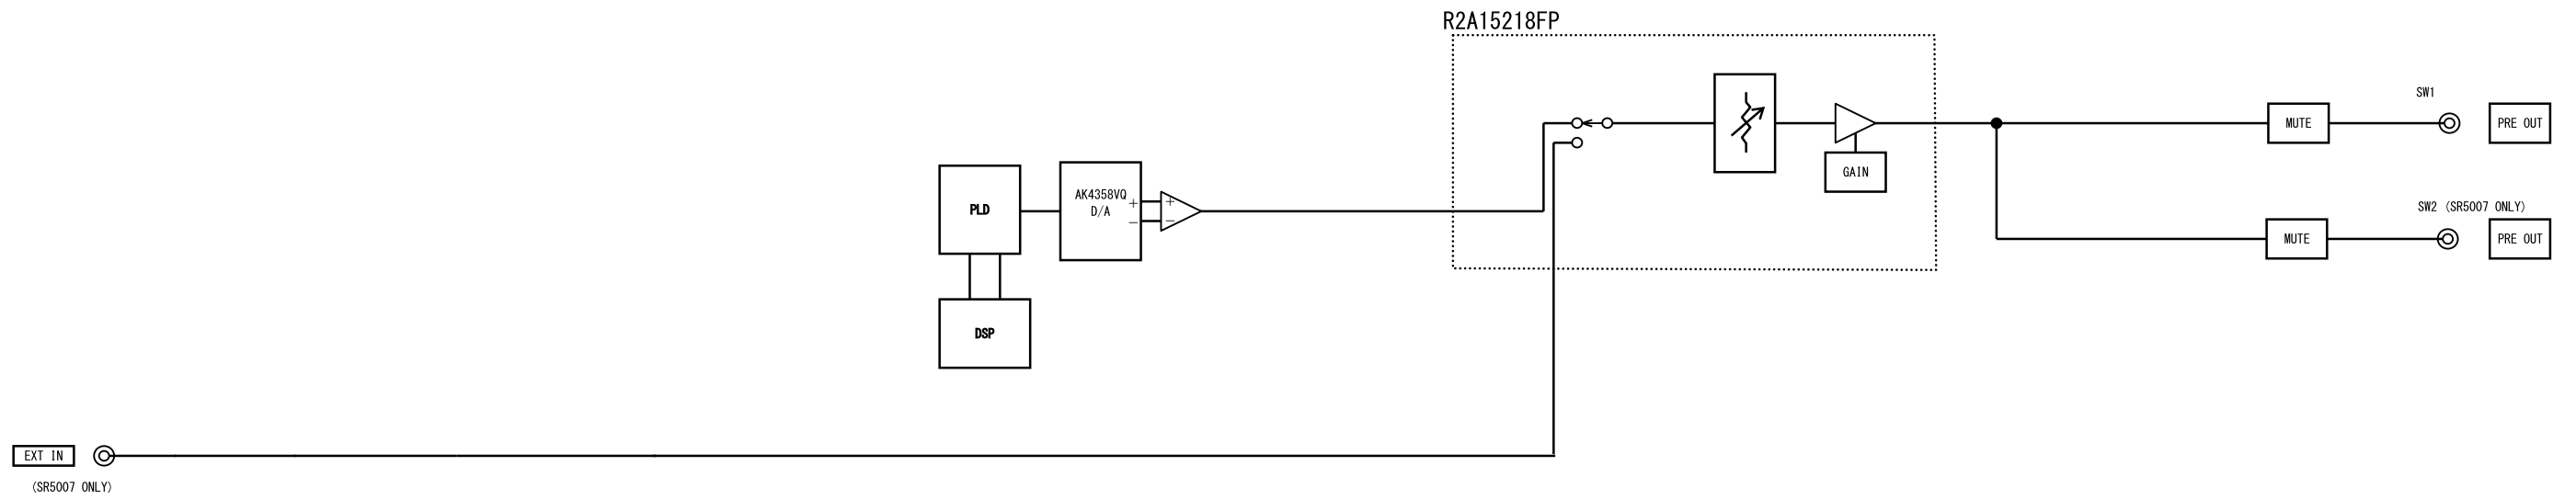 R2A15218FP
SW1
MUTE
PRE OUT
GAIN
AK4358VQ
D/A
+
-
+
-
PLD
SW2 (SR5007 ONLY)
MUTE
PRE OUT
DSP
EXT IN
(SR5007 ONLY)